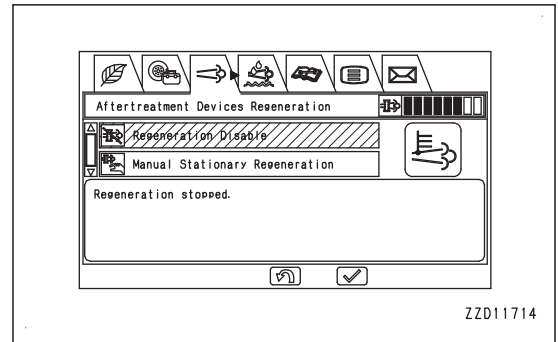 Aftertreatment Devices Regeneration
Regeneration Disable
Manual Stationary Regeneration
Regeneration stopped.
ZZD11714